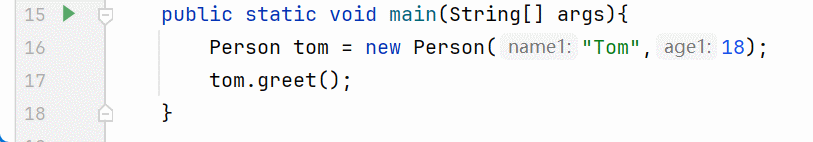 15 public static void main(String[] args){
16 Person tom = new Person( name1: "Tom", age1: 18);
17 tom.greet();
18 }